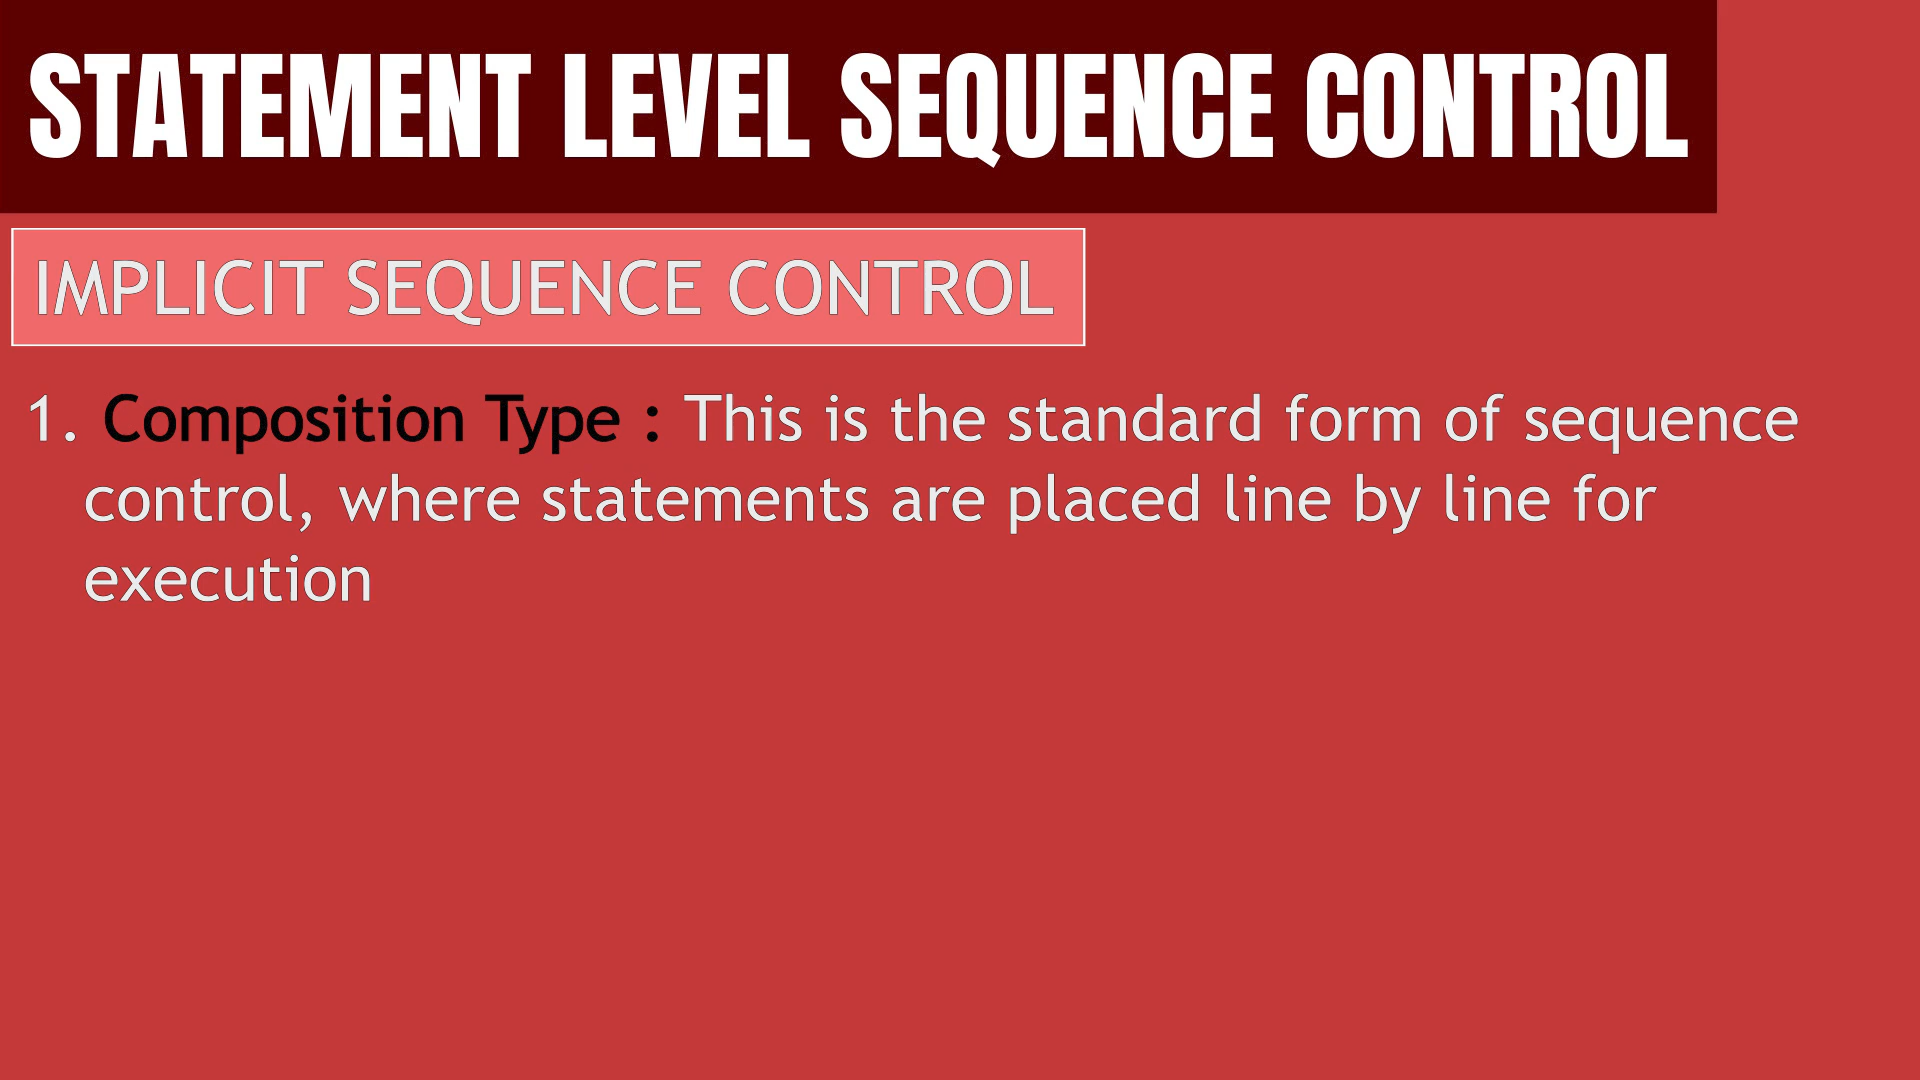 STATEMENT LEVEL SEQUENCE CONTROL
IMPLICIT SEQUENCE CONTROL
1. Composition Type : This is the standard form of sequence
control, where statements are placed line by line for
execution